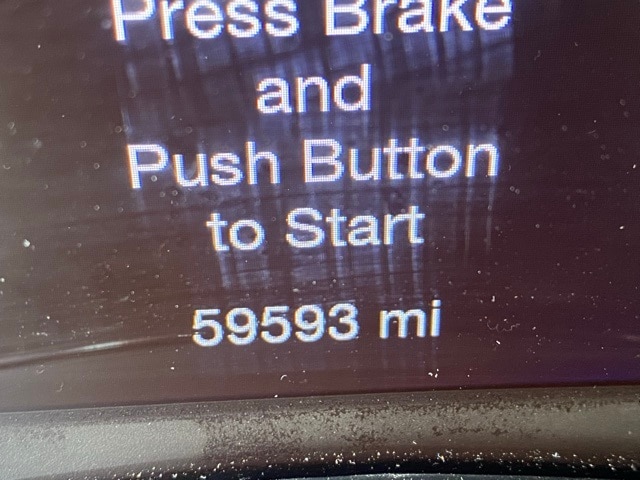 Press Brake
and
Push Button
to Start
59593 mi